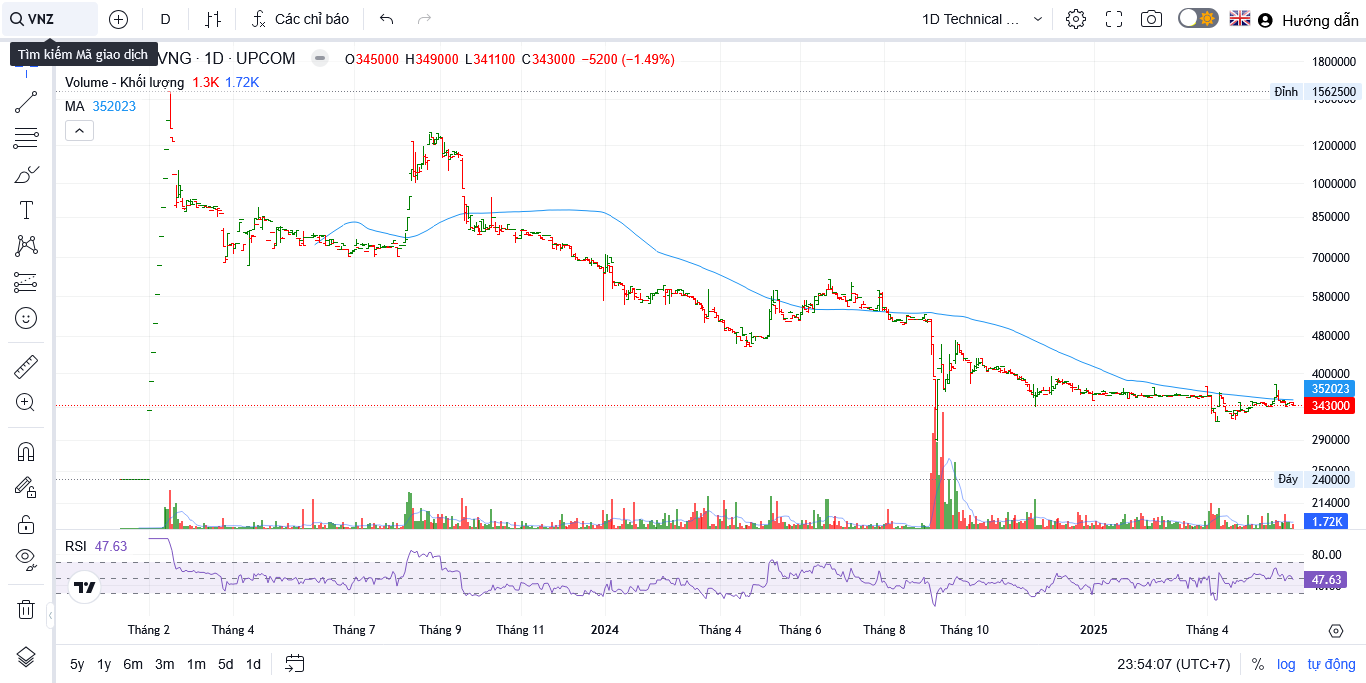 VNZ
D
Các chỉ báo
1D Technical ...
Hướng dẫn
Tìm kiếm Mã giao dịch
VNG · 1D · UPCOM
O345000 H349000 L341100 C343000 −5200 (−1.49%)
Volume - Khối lượng 1.3K 1.72K
MA 352023
1800000
Đỉnh 1562500
1200000
1000000
850000
700000
580000
480000
400000
352023
343000
290000
250000
Đáy 240000
214000
1.72K
RSI 47.63
80.00
47.63
Tháng 2 Tháng 4 Tháng 7 Tháng 9 Tháng 11 2024 Tháng 4 Tháng 6 Tháng 8 Tháng 10 2025 Tháng 4
5y 1y 6m 3m 1m 5d 1d
23:54:07 (UTC+7) % log tự động